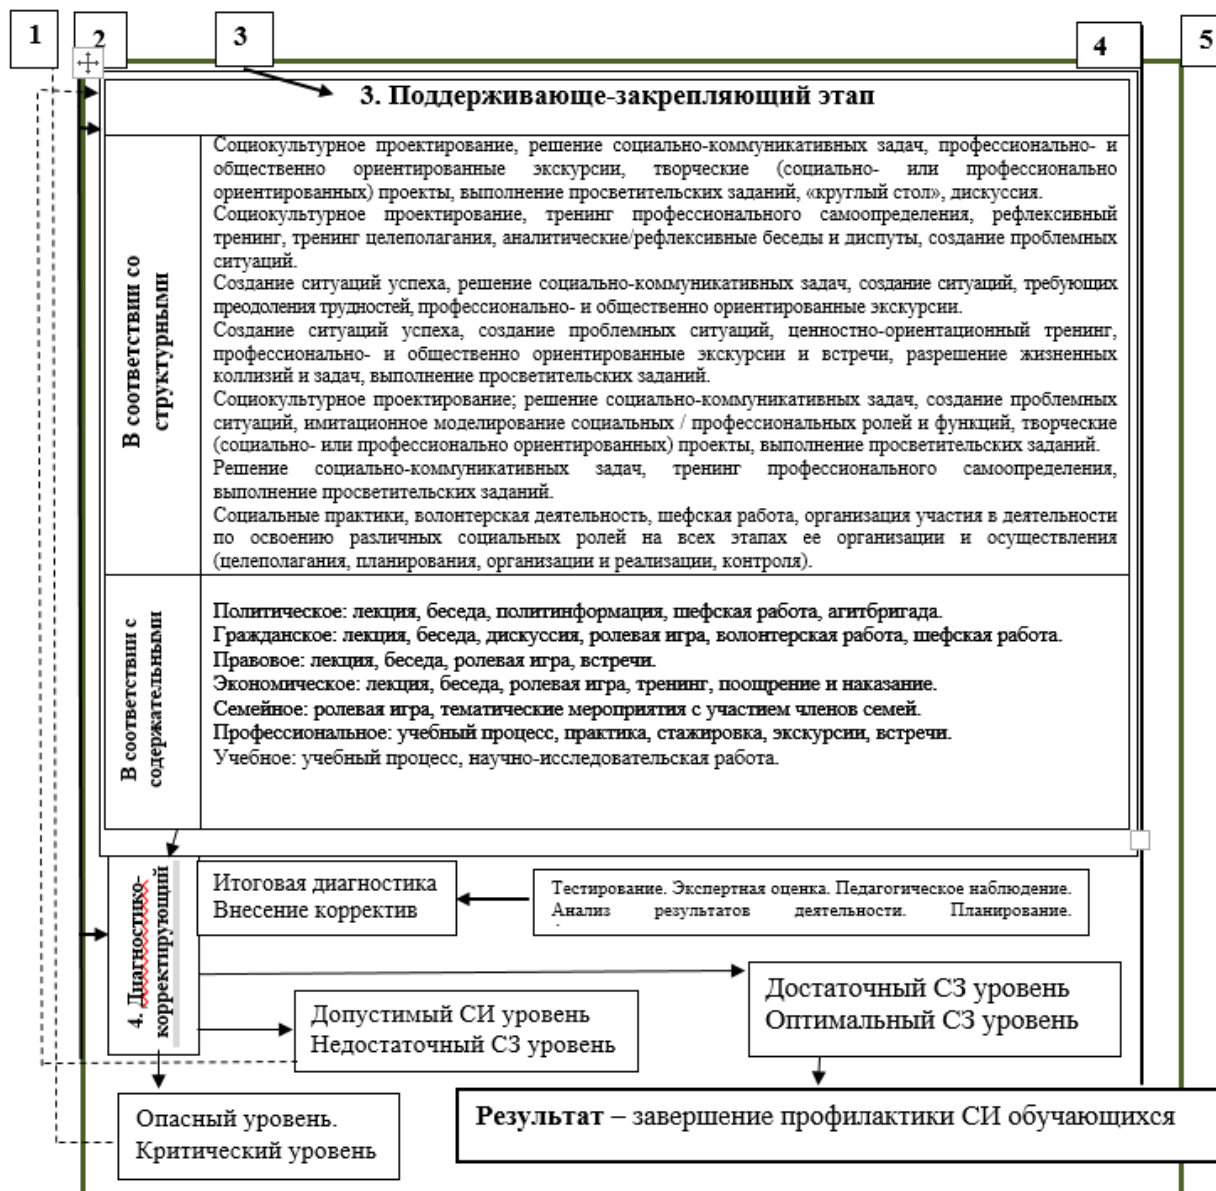 1
2
3
4
5
3. Поддерживающе-закрепляющий этап
В соответствии со
структурными
Социокультурное проектирование, решение социально-коммуникативных задач, профессионально- и
общественно ориентированные экскурсии, творческие (социально- или профессионально
ориентированных) проекты, выполнение просветительских заданий, «круглый стол», дискуссия.
Социокультурное проектирование, тренинг профессионального самоопределения, рефлексивный
тренинг, тренинг целеполагания, аналитические/рефлексивные беседы и диспуты, создание проблемных
ситуаций.
Создание ситуаций успеха, решение социально-коммуникативных задач, создание ситуаций, требующих
преодоления трудностей, профессионально- и общественно ориентированные экскурсии.
Создание ситуаций успеха, создание проблемных ситуаций, ценностно-ориентационный тренинг,
профессионально- и общественно ориентированные экскурсии и встречи, разрешение жизненных
коллизий и задач, выполнение просветительских заданий.
Социокультурное проектирование; решение социально-коммуникативных задач, создание проблемных
ситуаций, имитационное моделирование социальных / профессиональных ролей и функций, творческие
(социально- или профессионально ориентированных) проекты, выполнение просветительских заданий.
Решение социально-коммуникативных задач, тренинг профессионального самоопределения,
выполнение просветительских заданий.
Социальные практики, волонтерская деятельность, шефская работа, организация участия в деятельности
по освоению различных социальных ролей на всех этапах ее организации и осуществления
(целеполагания, планирования, организации и реализации, контроля).
В соответствии с
содержательными
Политическое: лекция, беседа, политинформация, шефская работа, агитбригада.
Гражданское: лекция, беседа, дискуссия, ролевая игра, волонтерская работа, шефская работа.
Правовое: лекция, беседа, ролевая игра, встречи.
Экономическое: лекция, беседа, ролевая игра, тренинг, поощрение и наказание.
Семейное: ролевая игра, тематические мероприятия с участием членов семей.
Профессиональное: учебный процесс, практика, стажировка, экскурсии, встречи.
Учебное: учебный процесс, научно-исследовательская работа.
4. Диагностико-
корректирующий
Итоговая диагностика
Внесение корректив
Тестирование. Экспертная оценка. Педагогическое наблюдение.
Анализ результатов деятельности. Планирование.
Достаточный СЗ уровень
Оптимальный СЗ уровень
Допустимый СИ уровень
Недостаточный СЗ уровень
Опасный уровень.
Критический уровень
Результат – завершение профилактики СИ обучающихся